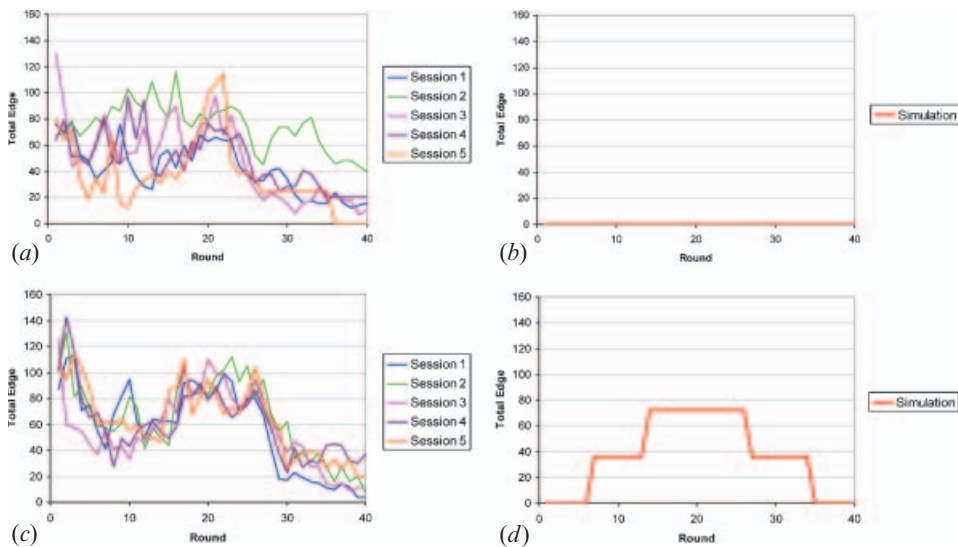 160
140
120
100
80
60
40
20
0
Total Edge
0 10 20 30 40
Round
Session 1
Session 2
Session 3
Session 4
Session 5
(a)
160
140
120
100
80
60
40
20
0
Total Edge
0 10 20 30 40
Round
Simulation
(b)
160
140
120
100
80
60
40
20
0
Total Edge
0 10 20 30 40
Round
Session 1
Session 2
Session 3
Session 4
Session 5
(c)
160
140
120
100
80
60
40
20
0
Total Edge
0 10 20 30 40
Round
Simulation
(d)